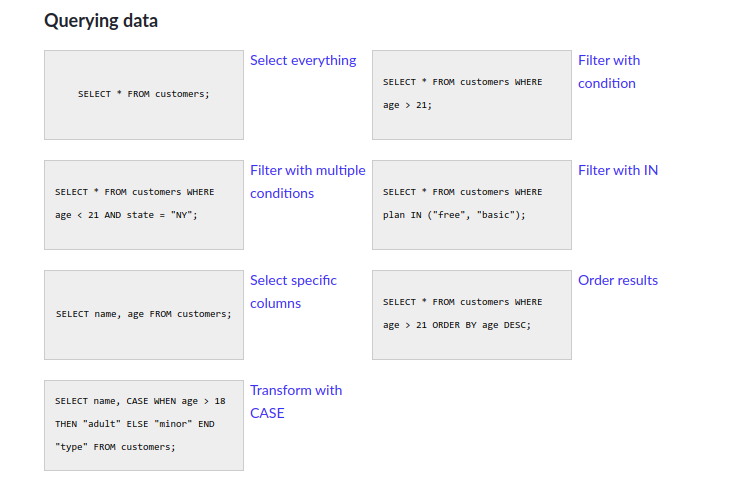 Querying data
SELECT * FROM customers;
Select everything
SELECT * FROM customers WHERE
age > 21;
Filter with
condition
SELECT * FROM customers WHERE
age < 21 AND state = "NY";
Filter with multiple
conditions
SELECT * FROM customers WHERE
plan IN ("free", "basic");
Filter with IN
SELECT name, age FROM customers;
Select specific
columns
SELECT * FROM customers WHERE
age > 21 ORDER BY age DESC;
Order results
SELECT name, CASE WHEN age > 18
THEN "adult" ELSE "minor" END
"type" FROM customers;
Transform with
CASE